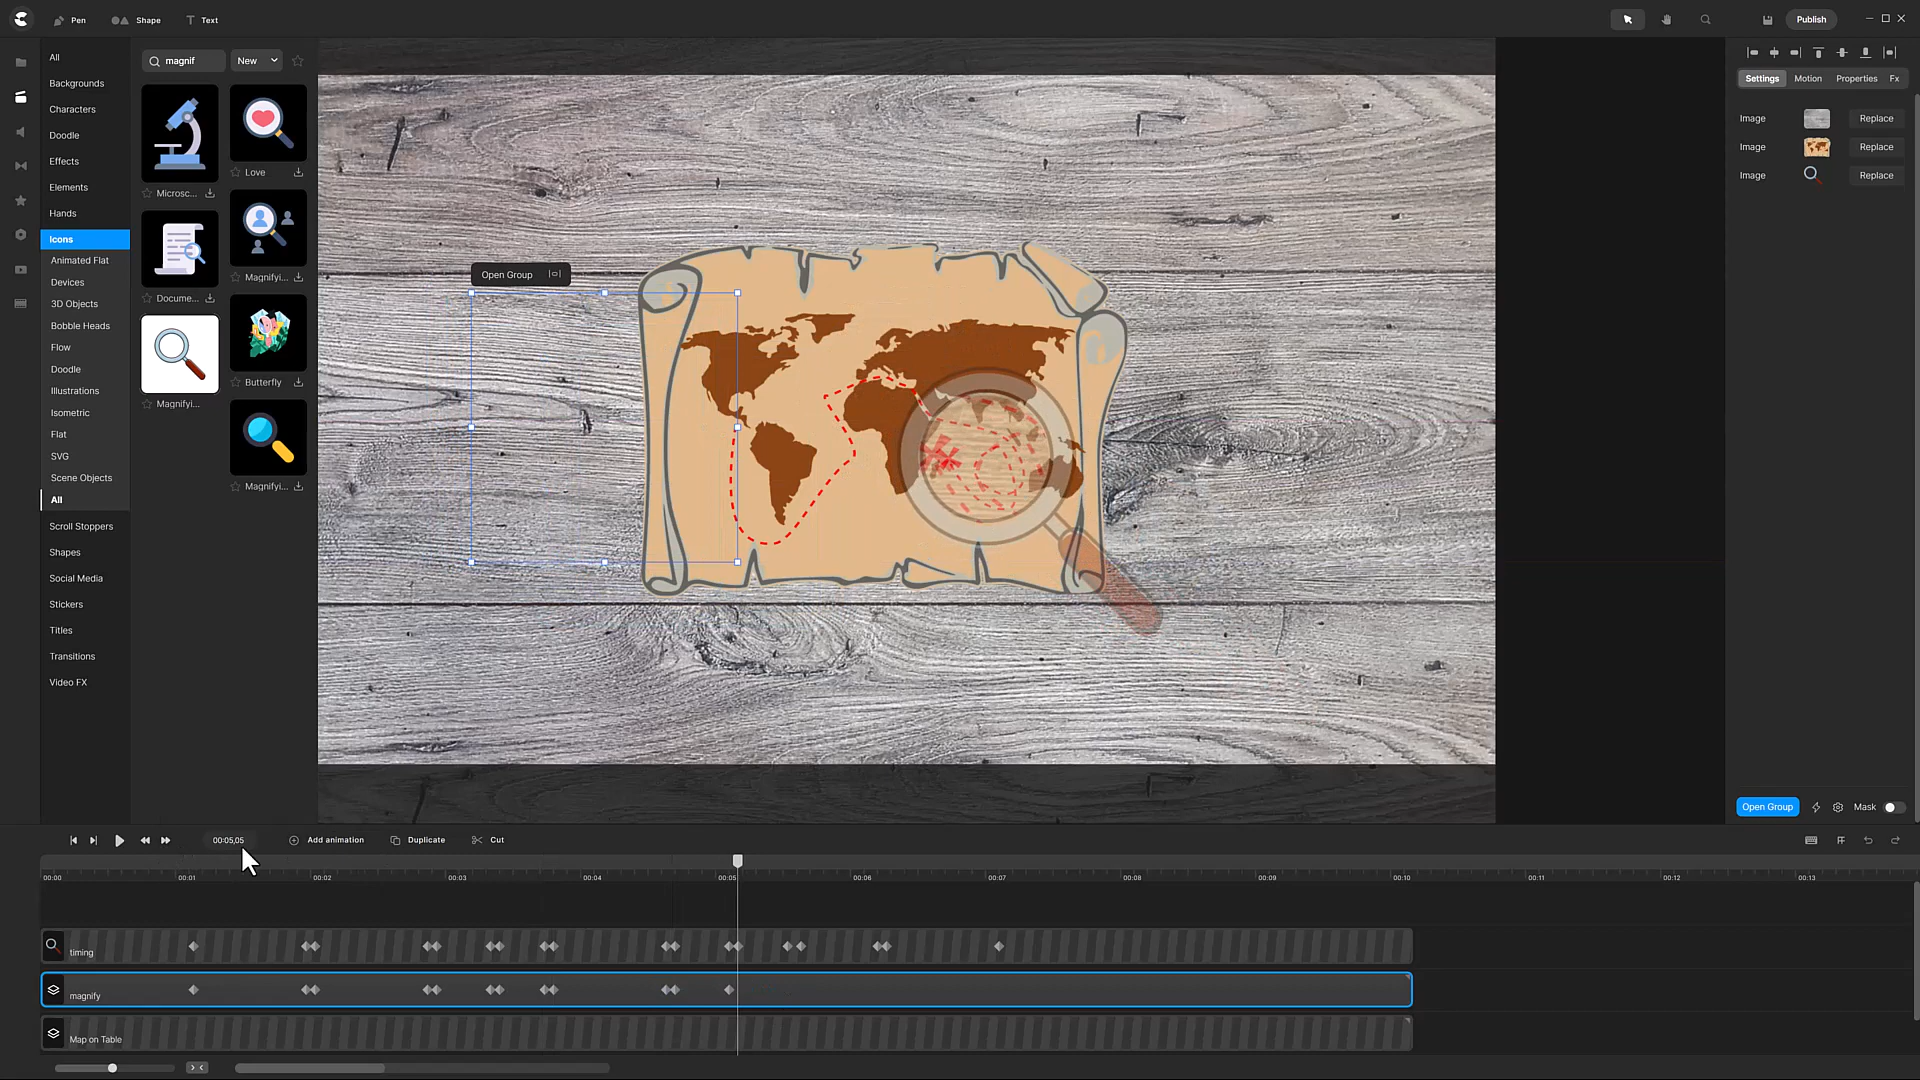 Pen
Shape
Text
Publish
All
Backgrounds
Characters
Doodle
Effects
Elements
Hands
Icons
Animated Flat
Devices
3D Objects
Bobble Heads
Flow
Doodle
Illustrations
Isometric
Flat
SVG
Scene Objects
All
Scroll Stoppers
Shapes
Social Media
Stickers
Titles
Transitions
Video FX
magnif
New
Microsc...
Love
Docume...
Magnifyi...
Magnifyi...
Butterfly
Magnifyi...
Open Group
Settings Motion Properties Fx
Image Replace
Image Replace
Image Replace
Open Group
Mask
00:05,05
Add animation
Duplicate
Cut
00:00 00:01 00:02 00:03 00:04 00:05 00:06 00:07 00:08 00:09 00:10 00:11 00:12 00:13
timing
magnify
Map on Table